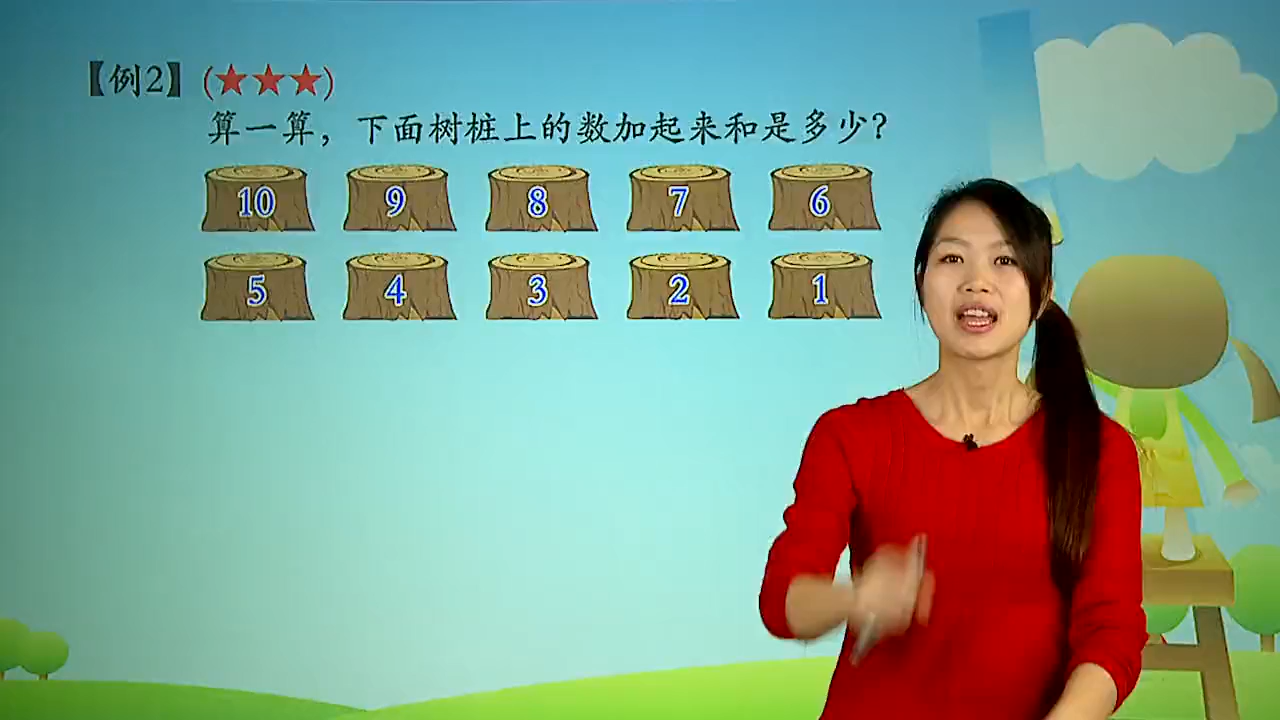 【例2】(★★★)
算一算，下面树桩上的数加起来和是多少？
10 9 8 7 6
5 4 3 2 1